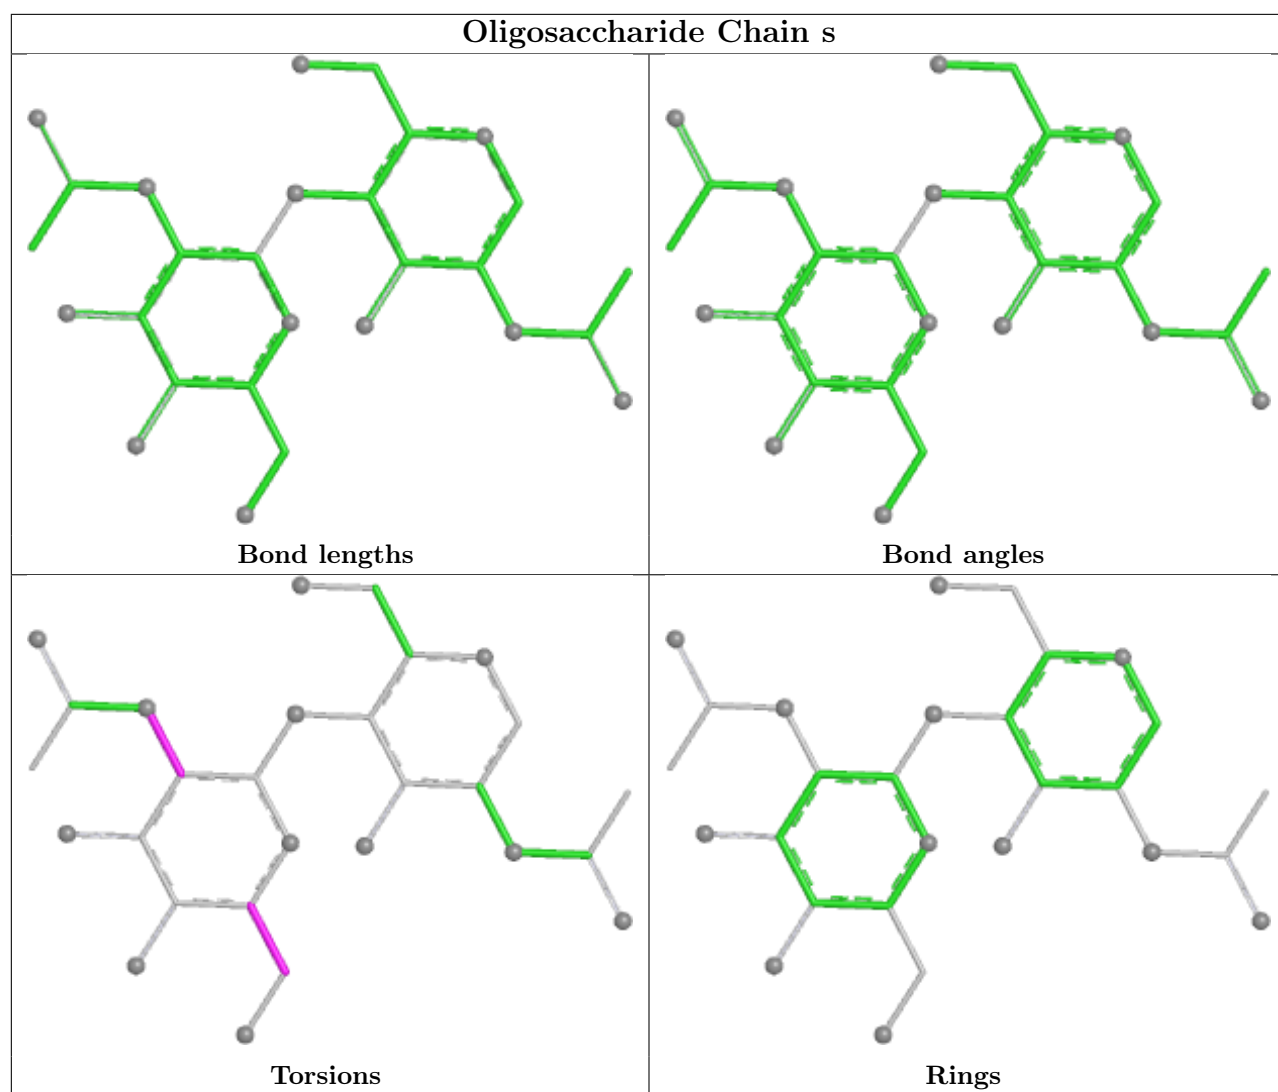 Oligosaccharide Chain s
Bond lengths
Bond angles
Torsions
Rings